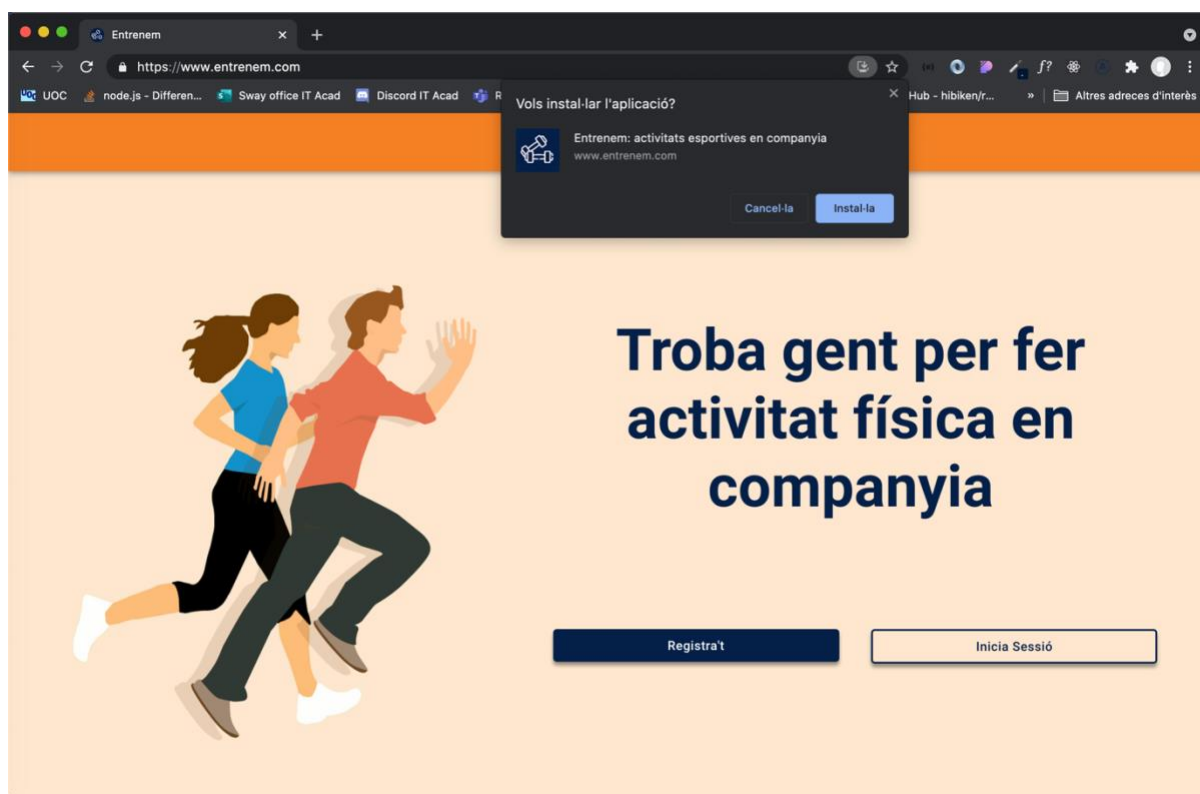 Entrenem
https://www.entrenem.com
UOC node.js - Differen... Sway office IT Acad Discord IT Acad R Hub - hibiken/r... » Altres adreces d'interès
Vols instal·lar l'aplicació?
Entrenem: activitats esportives en companyia
www.entrenem.com
Cancel·la Instal·la
Troba gent per fer
activitat física en
companyia
Registra't Inicia Sessió